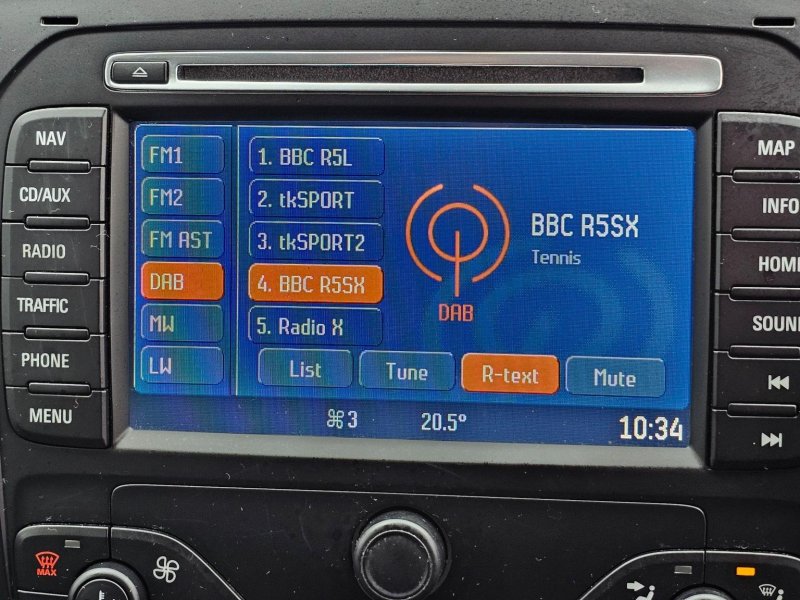 NAV
CD/AUX
RADIO
TRAFFIC
PHONE
MENU
FM1
FM2
FM AST
DAB
MW
LW
1. BBC R5L
2. tkSPORT
3. tkSPORT2
4. BBC R5SX
5. Radio X
DAB
BBC R5SX
Tennis
List
Tune
R-text
Mute
3
20.5°
10:34
MAP
INFO
HOME
SOUND
MAX